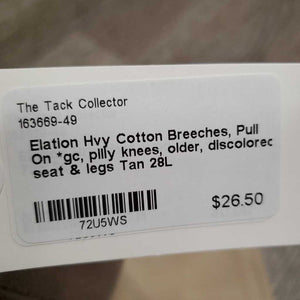 The Tack Collector
163669-49
Elation Hvy Cotton Breeches, Pull
On *gc, pilly knees, older, discolored
seat & legs Tan 28L
72U5WS
$26.50